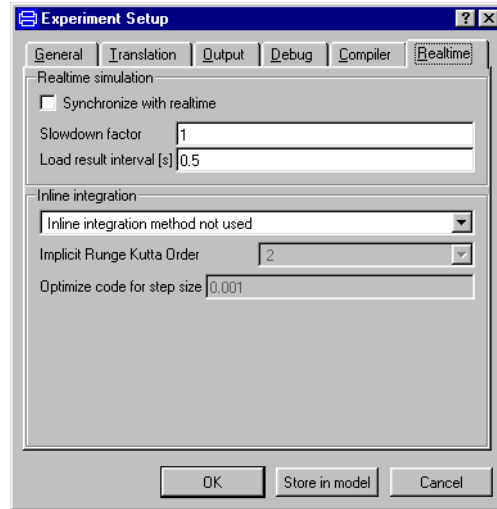 Experiment Setup
General Translation Output Debug Compiler Realtime
Realtime simulation
Synchronize with realtime
Slowdown factor 1
Load result interval [s] 0.5
Inline integration
Inline integration method not used
Implicit Runge Kutta Order 2
Optimize code for step size 0.001
OK Store in model Cancel